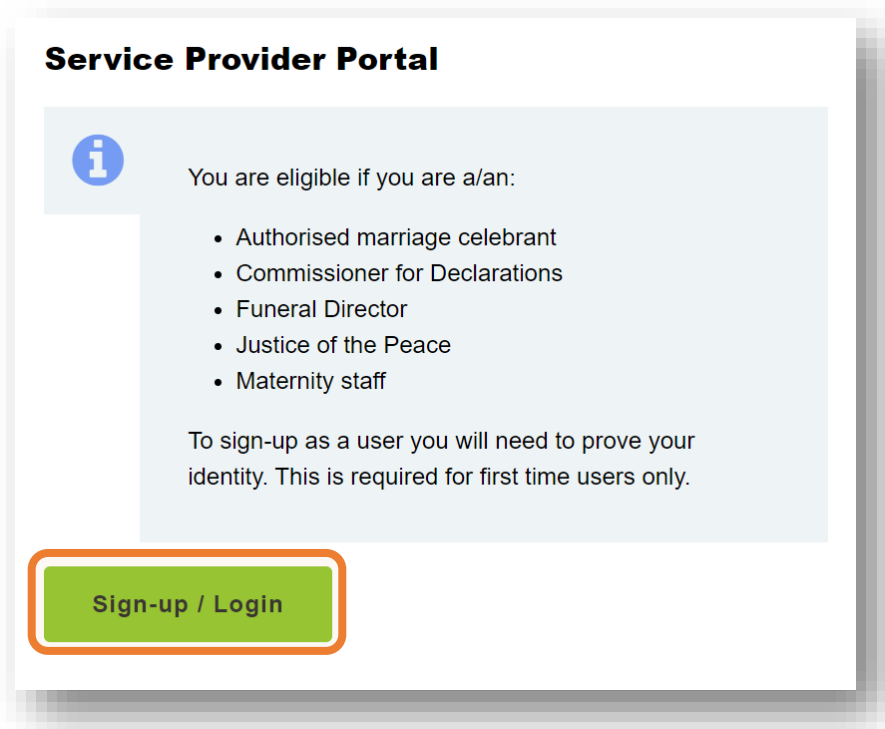 Service Provider Portal
You are eligible if you are a/an:
• Authorised marriage celebrant
• Commissioner for Declarations
• Funeral Director
• Justice of the Peace
• Maternity staff
To sign-up as a user you will need to prove your
identity. This is required for first time users only.
Sign-up / Login